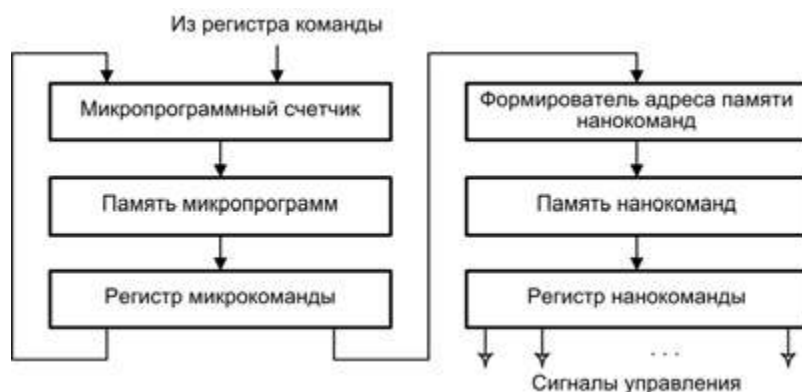 Из регистра команды
Микропрограммный счетчик
Память микропрограмм
Регистр микрокоманды
Формирователь адреса памяти
нанокоманд
Память нанокоманд
Регистр нанокоманды
. . .
Сигналы управления